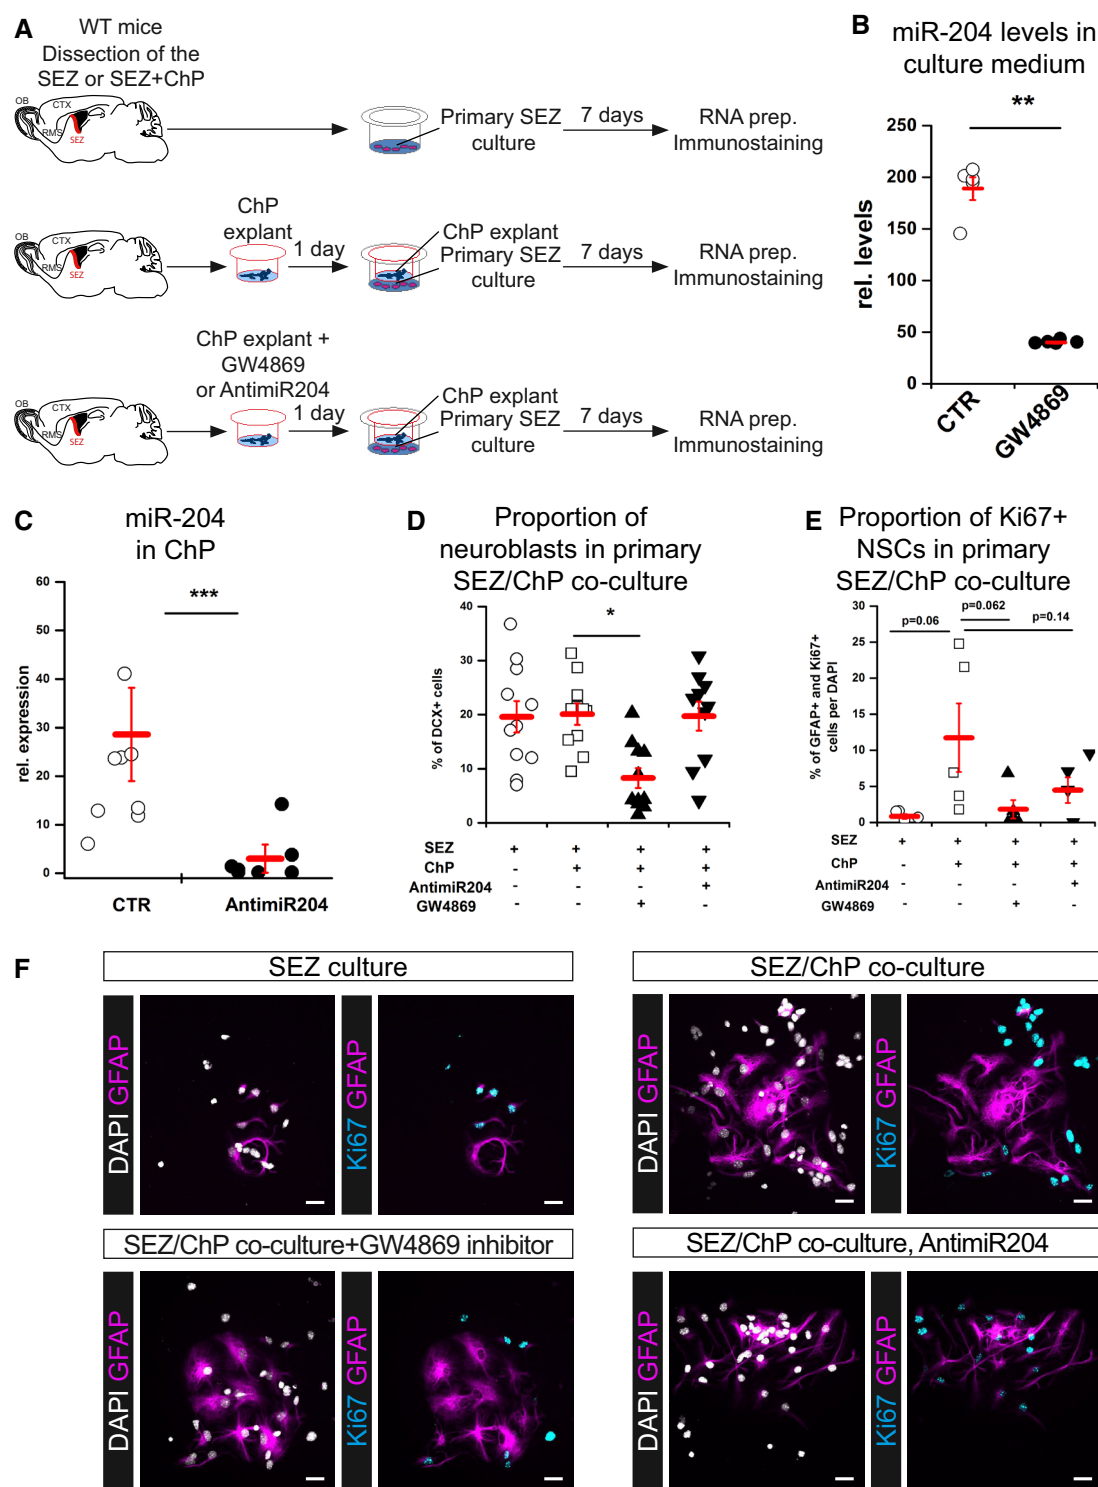 A
WT mice
Dissection of the
SEZ or SEZ+ChP
OB
CTX
RMS
SEZ
Primary SEZ
culture
7 days
RNA prep.
Immunostaining
OB
CTX
RMS
SEZ
ChP
explant
1 day
ChP explant
Primary SEZ
culture
7 days
RNA prep.
Immunostaining
ChP explant +
GW4869
or AntimiR204
OB
CTX
RMS
SEZ
1 day
ChP explant
Primary SEZ
culture
7 days
RNA prep.
Immunostaining
B
miR-204 levels in
culture medium
**
rel. levels
250
200
150
100
50
0
CTR
GW4869
C
miR-204
in ChP
***
rel. expression
60
50
40
30
20
10
0
CTR
AntimiR204
D
Proportion of
neuroblasts in primary
SEZ/ChP co-culture
*
% of DCX+ cells
40
30
20
10
0
SEZ + + + +
ChP - + + +
AntimiR204 - - - +
GW4869 - - + -
E
Proportion of Ki67+
NSCs in primary
SEZ/ChP co-culture
p=0.06
p=0.062
p=0.14
% of GFAP+ and Ki67+
cells per DAPI
30
25
20
15
10
5
0
SEZ + + + +
ChP - + + +
AntimiR204 - - - +
GW4869 - - + -
F
SEZ culture
DAPI GFAP
Ki67 GFAP
SEZ/ChP co-culture
DAPI GFAP
Ki67 GFAP
SEZ/ChP co-culture+GW4869 inhibitor
DAPI GFAP
Ki67 GFAP
SEZ/ChP co-culture, AntimiR204
DAPI GFAP
Ki67 GFAP